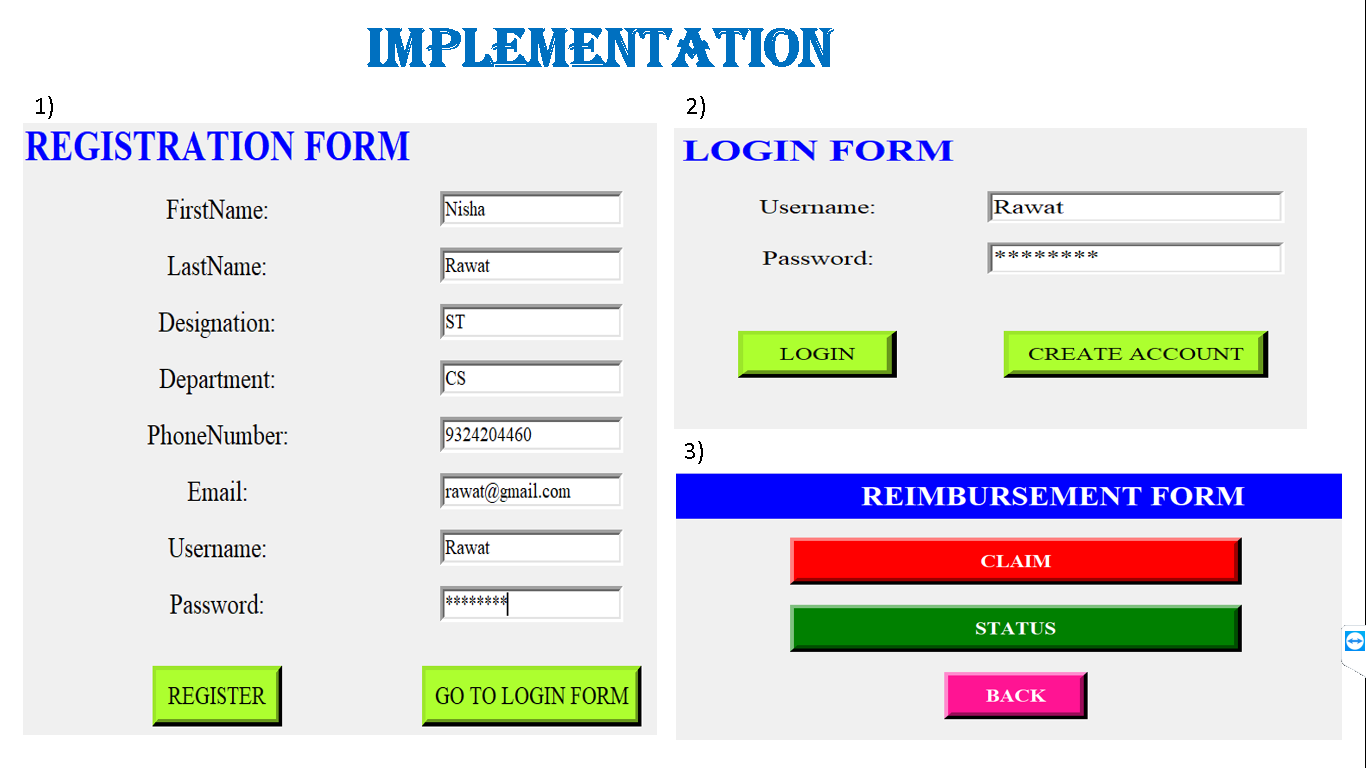 IMPLEMENTATION
1)
REGISTRATION FORM
FirstName: Nisha
LastName: Rawat
Designation: ST
Department: CS
PhoneNumber: 9324204460
Email: rawat@gmail.com
Username: Rawat
Password: ********
REGISTER GO TO LOGIN FORM
2)
LOGIN FORM
Username: Rawat
Password: ********
LOGIN CREATE ACCOUNT
3)
REIMBURSEMENT FORM
CLAIM
STATUS
BACK